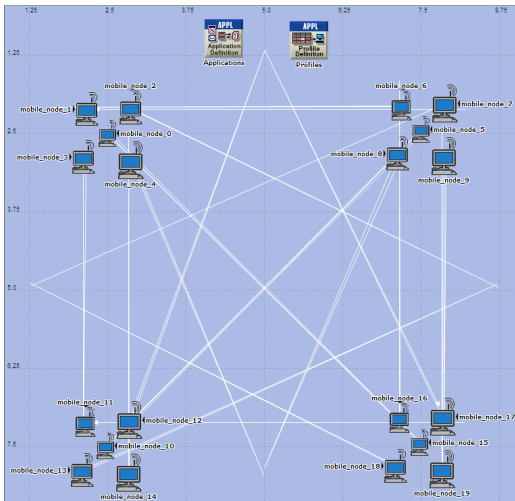 1.25 2.5 3.75 5.0 6.25 7.5 8.75
APPL APPL
Application Definition
Profile Definition
Applications Profiles
1.25
mobile_node_2 mobile_node_6
mobile_node_1 mobile_node_7
2.5 mobile_node_0 mobile_node_5
mobile_node_3 mobile_node_8
mobile_node_4 mobile_node_9
3.75
5.0
6.25
mobile_node_11 mobile_node_16
mobile_node_12 mobile_node_17
7.5 mobile_node_10 mobile_node_15
mobile_node_13 mobile_node_18
mobile_node_14 mobile_node_19